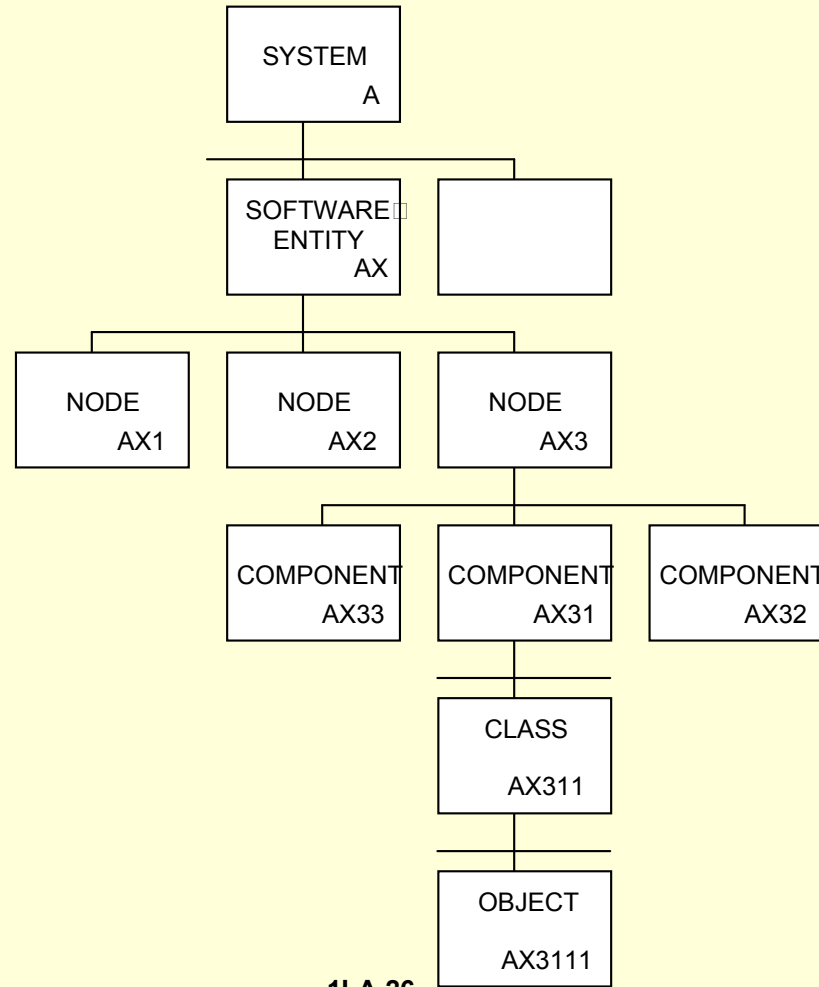 SYSTEM
A
SOFTWARE
ENTITY
AX
NODE
AX1
NODE
AX2
NODE
AX3
COMPONENT
AX33
COMPONENT
AX31
COMPONENT
AX32
CLASS
AX311
OBJECT
AX3111